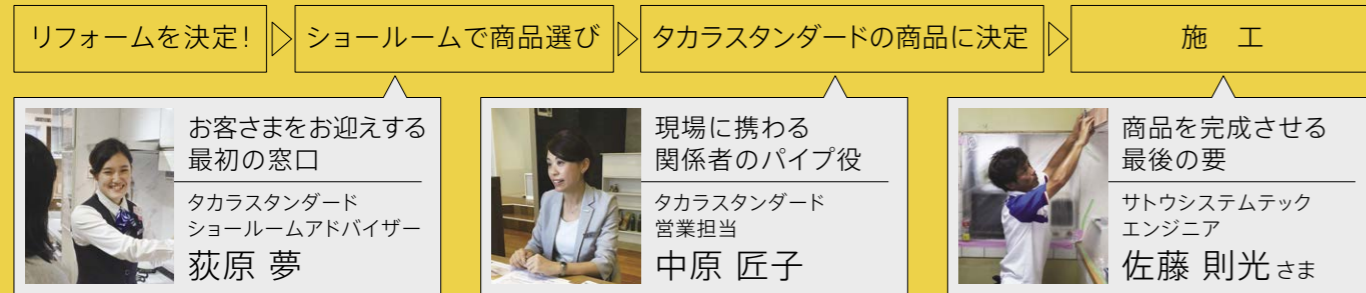 リフォームを決定!
ショールームで商品選び
タカラスタンダードの商品に決定
施　工
お客さまをお迎えする
最初の窓口
タカラスタンダード
ショールームアドバイザー
荻原 夢
現場に携わる
関係者のパイプ役
タカラスタンダード
営業担当
中原 匠子
商品を完成させる
最後の要
サトウシステムテック
エンジニア
佐藤 則光さま